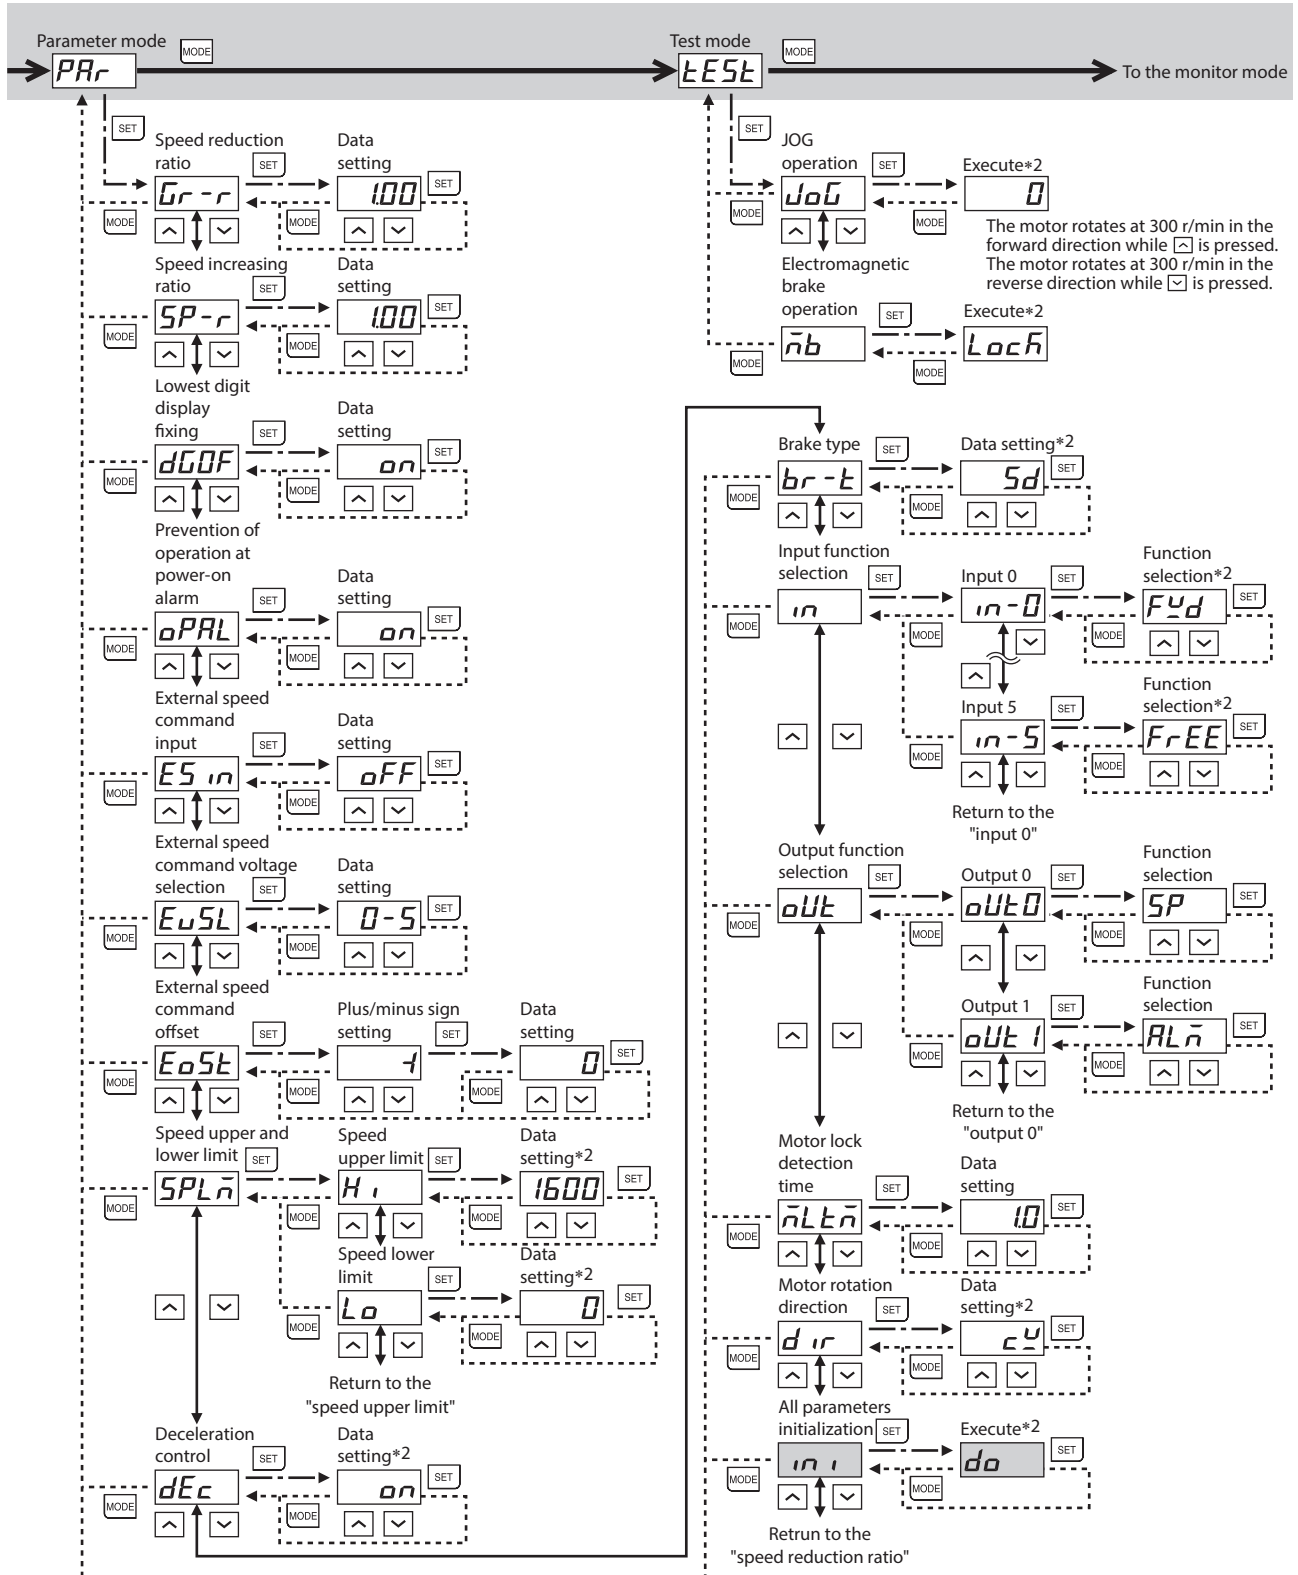 Parameter mode
MODE
PAr
SET
Speed reduction
ratio
SET
Data
setting
Gr-r
1.00
SET
MODE
MODE
Speed increasing
ratio
SET
Data
setting
SP-r
1.00
SET
MODE
MODE
Lowest digit
display
fixing
SET
Data
setting
dGOF
on
SET
MODE
MODE
Prevention of
operation at
power-on
alarm
SET
Data
setting
oPAL
on
SET
MODE
MODE
External speed
command
input
SET
Data
setting
ES in
oFF
SET
MODE
MODE
External speed
command voltage
selection
SET
Data
setting
EvSL
0-5
SET
MODE
MODE
External speed
command
offset
SET
Plus/minus sign
setting
SET
Data
setting
EoSt
0
SET
MODE
MODE
MODE
Speed upper and
lower limit
SET
Speed
upper limit
SET
Data
setting*2
SPLm
Hi
1600
SET
MODE
MODE
MODE
Speed lower
limit
SET
Data
setting*2
Lo
0
SET
MODE
MODE
Return to the
"speed upper limit"
Deceleration
control
SET
Data
setting*2
dEc
on
SET
MODE
MODE
Test mode
MODE
tESt
To the monitor mode
SET
JOG
operation
SET
Execute*2
JoG
0
MODE
MODE
The motor rotates at 300 r/min in the
forward direction while ^ is pressed.
The motor rotates at 300 r/min in the
reverse direction while ⌄ is pressed.
Electromagnetic
brake
operation
SET
Execute*2
mb
Lock
MODE
MODE
Brake type
SET
Data setting*2
br-t
Sd
SET
MODE
MODE
Input function
selection
SET
Input 0
SET
Function
selection*2
in
in-0
Fwd
SET
MODE
MODE
MODE
Input 5
SET
Function
selection*2
in-5
FrEE
SET
MODE
MODE
Return to the
"input 0"
Output function
selection
SET
Output 0
SET
Function
selection
oUt
oUt0
SP
SET
MODE
MODE
MODE
Output 1
SET
Function
selection
oUt1
ALm
SET
MODE
MODE
Return to the
"output 0"
Motor lock
detection
time
SET
Data
setting
mLtm
1.0
SET
MODE
MODE
Motor rotation
direction
SET
Data
setting*2
dir
cw
SET
MODE
MODE
All parameters
initialization
SET
Execute*2
ini
do
SET
MODE
MODE
Retrun to the
"speed reduction ratio"